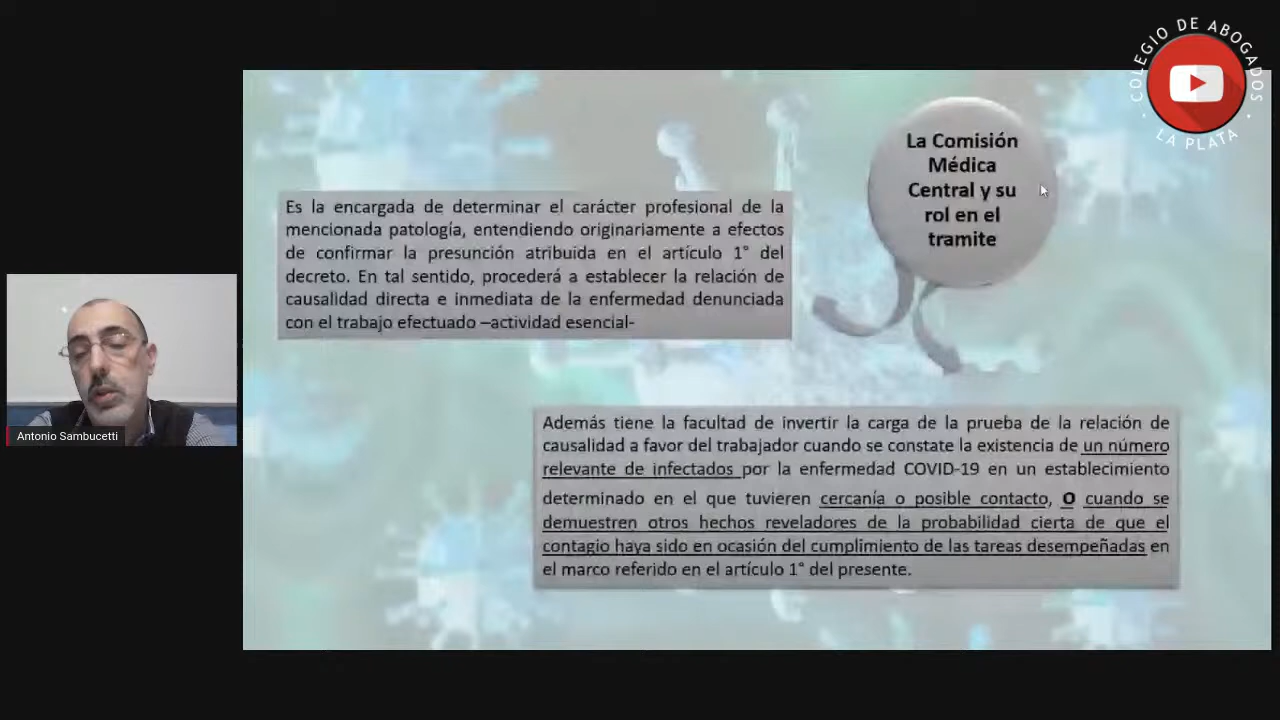 COLEGIO DE ABOGADOS
· LA PLATA ·
La Comisión
Médica
Central y su
rol en el
tramite
Es la encargada de determinar el carácter profesional de la
mencionada patología, entendiendo originariamente a efectos
de confirmar la presunción atribuida en el artículo 1° del
decreto. En tal sentido, procederá a establecer la relación de
causalidad directa e inmediata de la enfermedad denunciada
con el trabajo efectuado –actividad esencial-
Antonio Sambucetti
Además tiene la facultad de invertir la carga de la prueba de la relación de
causalidad a favor del trabajador cuando se constate la existencia de un número
relevante de infectados por la enfermedad COVID-19 en un establecimiento
determinado en el que tuvieren cercanía o posible contacto, O cuando se
demuestren otros hechos reveladores de la probabilidad cierta de que el
contagio haya sido en ocasión del cumplimiento de las tareas desempeñadas en
el marco referido en el artículo 1° del presente.